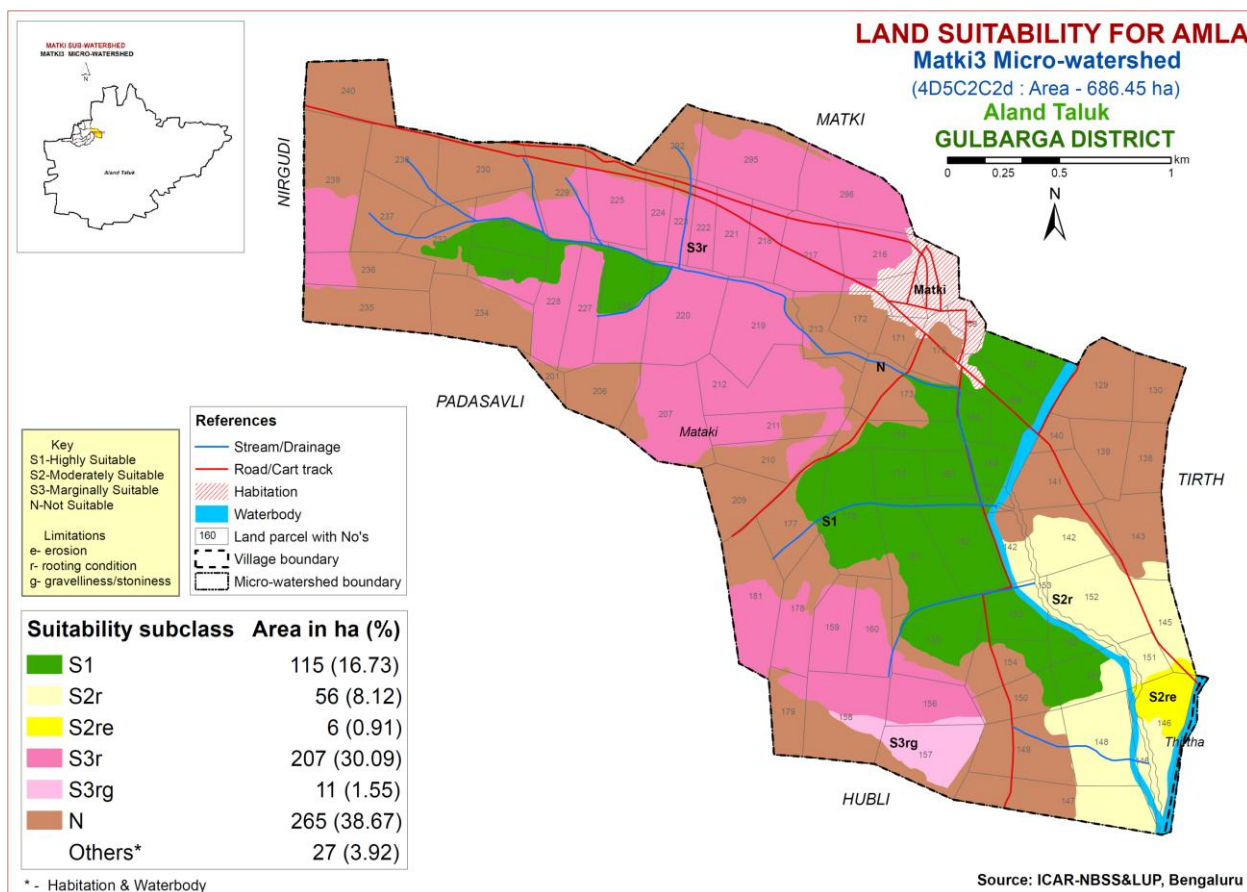 LAND SUITABILITY FOR AMLA
Matki3 Micro-watershed
(4D5C2C2d : Area - 686.45 ha)
Aland Taluk
GULBARGA DISTRICT
km
0 0.25 0.5 1
N
MATKI SUB-WATERSHED
MATKI3 MICRO-WATERSHED
N
Aland Taluk
MATKI
NIRGUDI
PADASAVLI
TIRTH
HUBLI
240
292
295
296
238
230
239
229
225
224
223
222
221
218
217
216
237
S3r
Matki
236
235
234
228
227
220
219
213
172
171
N
201
206
207
212
211
Mataki
210
173
129
130
140
139
138
141
143
209
177
S1
142
142
153
S2r
152
145
151
181
178
159
160
154
150
S2re
146
Thirtha
156
179
158
S3rg
157
149
148
147
References
Stream/Drainage
Road/Cart track
Habitation
Waterbody
160 Land parcel with No's
Village boundary
Micro-watershed boundary
Key
S1-Highly Suitable
S2-Moderately Suitable
S3-Marginally Suitable
N-Not Suitable
Limitations
e- erosion
r- rooting condition
g- gravelliness/stoniness
Suitability subclass Area in ha (%)
S1 115 (16.73)
S2r 56 (8.12)
S2re 6 (0.91)
S3r 207 (30.09)
S3rg 11 (1.55)
N 265 (38.67)
Others* 27 (3.92)
* - Habitation & Waterbody
Source: ICAR-NBSS&LUP, Bengaluru